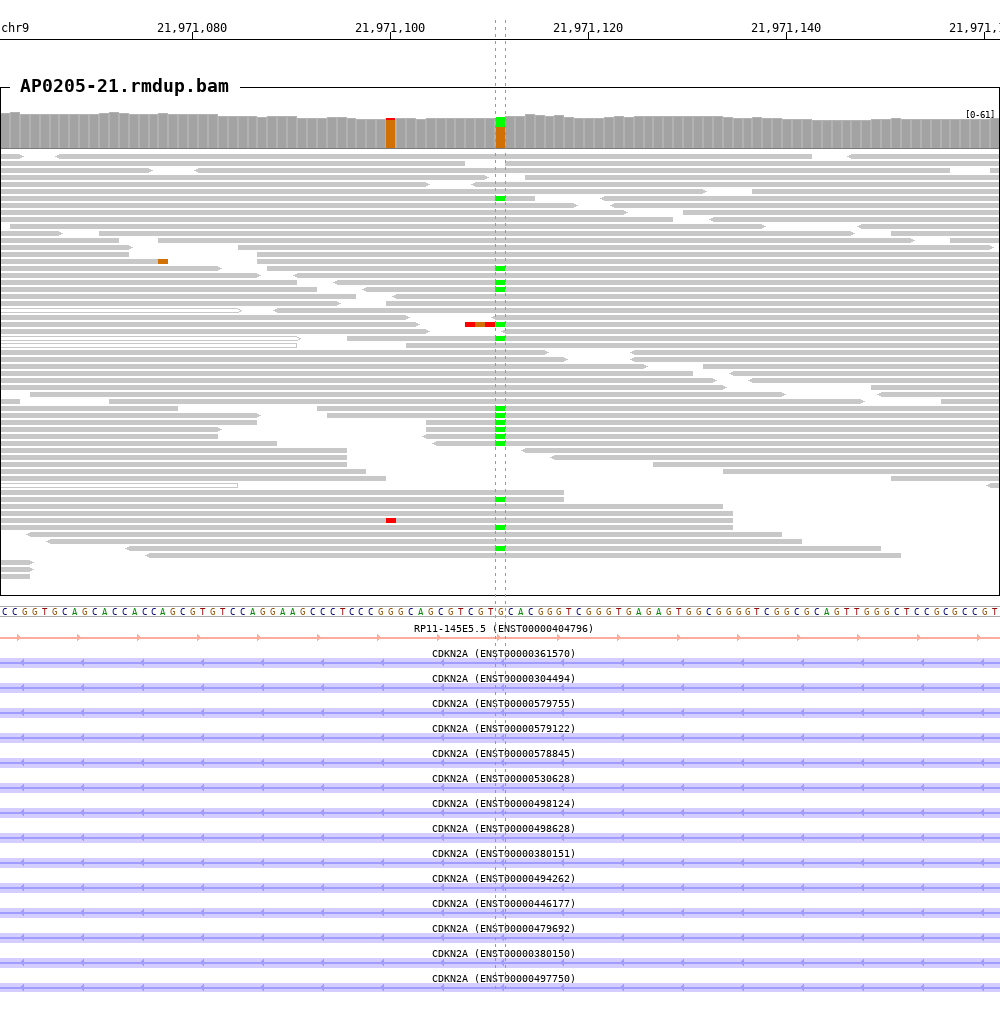 chr9 21,971,080 21,971,100 21,971,120 21,971,140 21,971,1
AP0205-21.rmdup.bam
[0-61]
CCGGTGCAGCACCACCAGCGTGTCCAGGAAGCCCTCCCGGGCAGCGTCGTGCACGGGTCGGGTGAGAGTGGCGGGGTCGGCGCAGTTGGGCTCCGCGCCGT
RP11-145E5.5 (ENST00000404796)
CDKN2A (ENST00000361570)
CDKN2A (ENST00000304494)
CDKN2A (ENST00000579755)
CDKN2A (ENST00000579122)
CDKN2A (ENST00000578845)
CDKN2A (ENST00000530628)
CDKN2A (ENST00000498124)
CDKN2A (ENST00000498628)
CDKN2A (ENST00000380151)
CDKN2A (ENST00000494262)
CDKN2A (ENST00000446177)
CDKN2A (ENST00000479692)
CDKN2A (ENST00000380150)
CDKN2A (ENST00000497750)